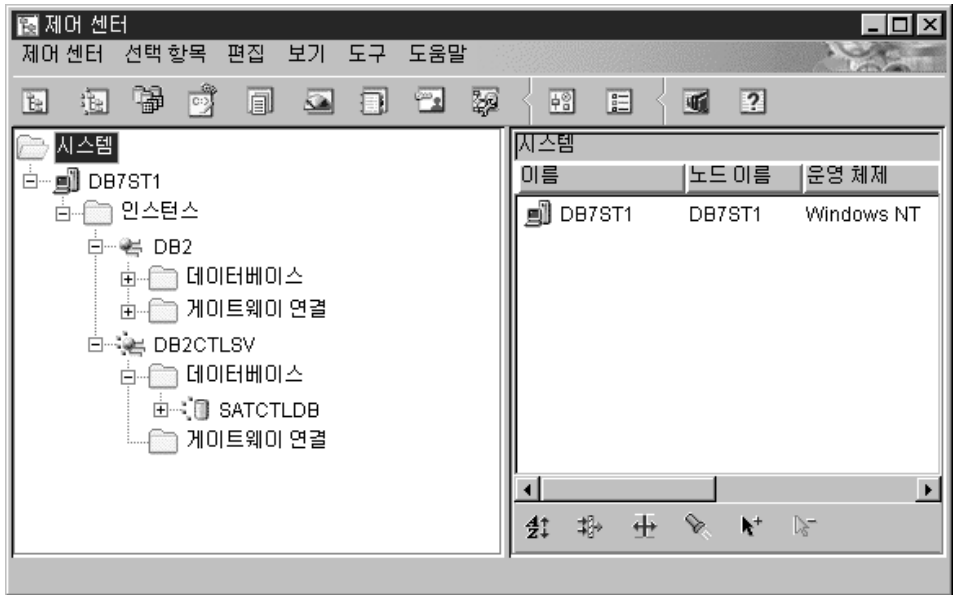 제어 센터
제어 센터 선택 항목 편집 보기 도구 도움말
시스템
DB7ST1
인스턴스
DB2
데이터베이스
게이트웨이 연결
DB2CTLSV
데이터베이스
SATCTLDB
게이트웨이 연결
시스템
이름 노드 이름 운영 체제
DB7ST1 DB7ST1 Windows NT